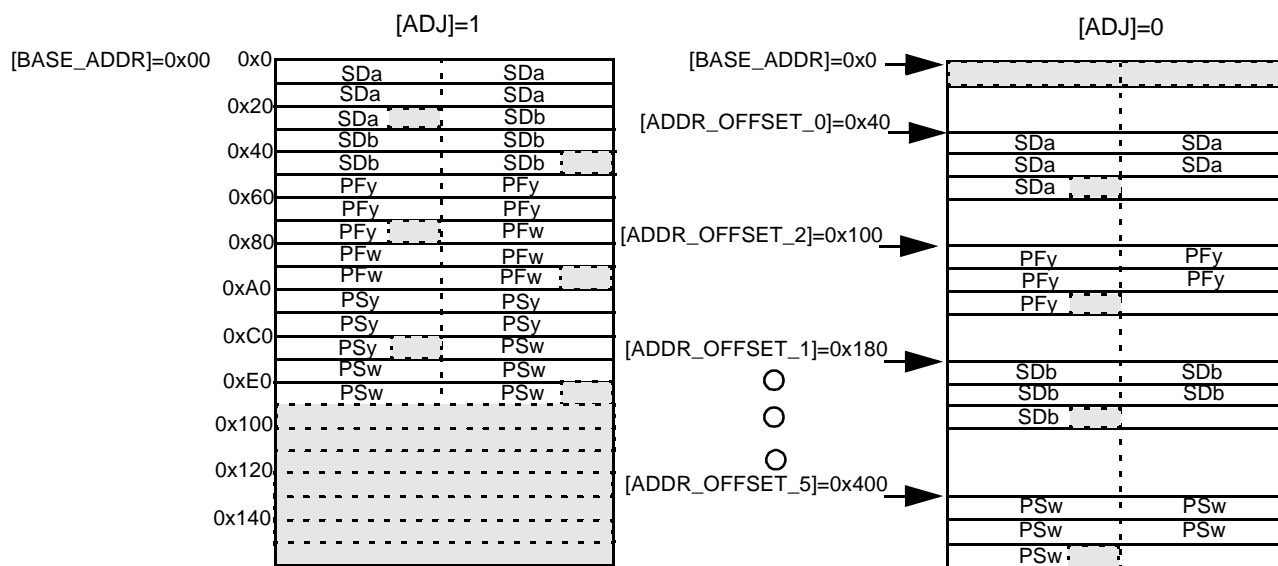 [ADJ]=1
[BASE_ADDR]=0x00
0x0
SDa SDa
SDa SDa
0x20
SDa SDb
SDb SDb
0x40
SDb SDb
PFy PFy
0x60
PFy PFy
PFy PFw
0x80
PFw PFw
PFw PFw
0xA0
PSy PSy
PSy PSy
0xC0
PSy PSw
PSw PSw
0xE0
PSw PSw
0x100
0x120
0x140
[ADJ]=0
[BASE_ADDR]=0x0
[ADDR_OFFSET_0]=0x40
SDa SDa
SDa SDa
SDa
[ADDR_OFFSET_2]=0x100
PFy PFy
PFy PFy
PFy
[ADDR_OFFSET_1]=0x180
SDb SDb
SDb SDb
SDb
[ADDR_OFFSET_5]=0x400
PSw PSw
PSw PSw
PSw